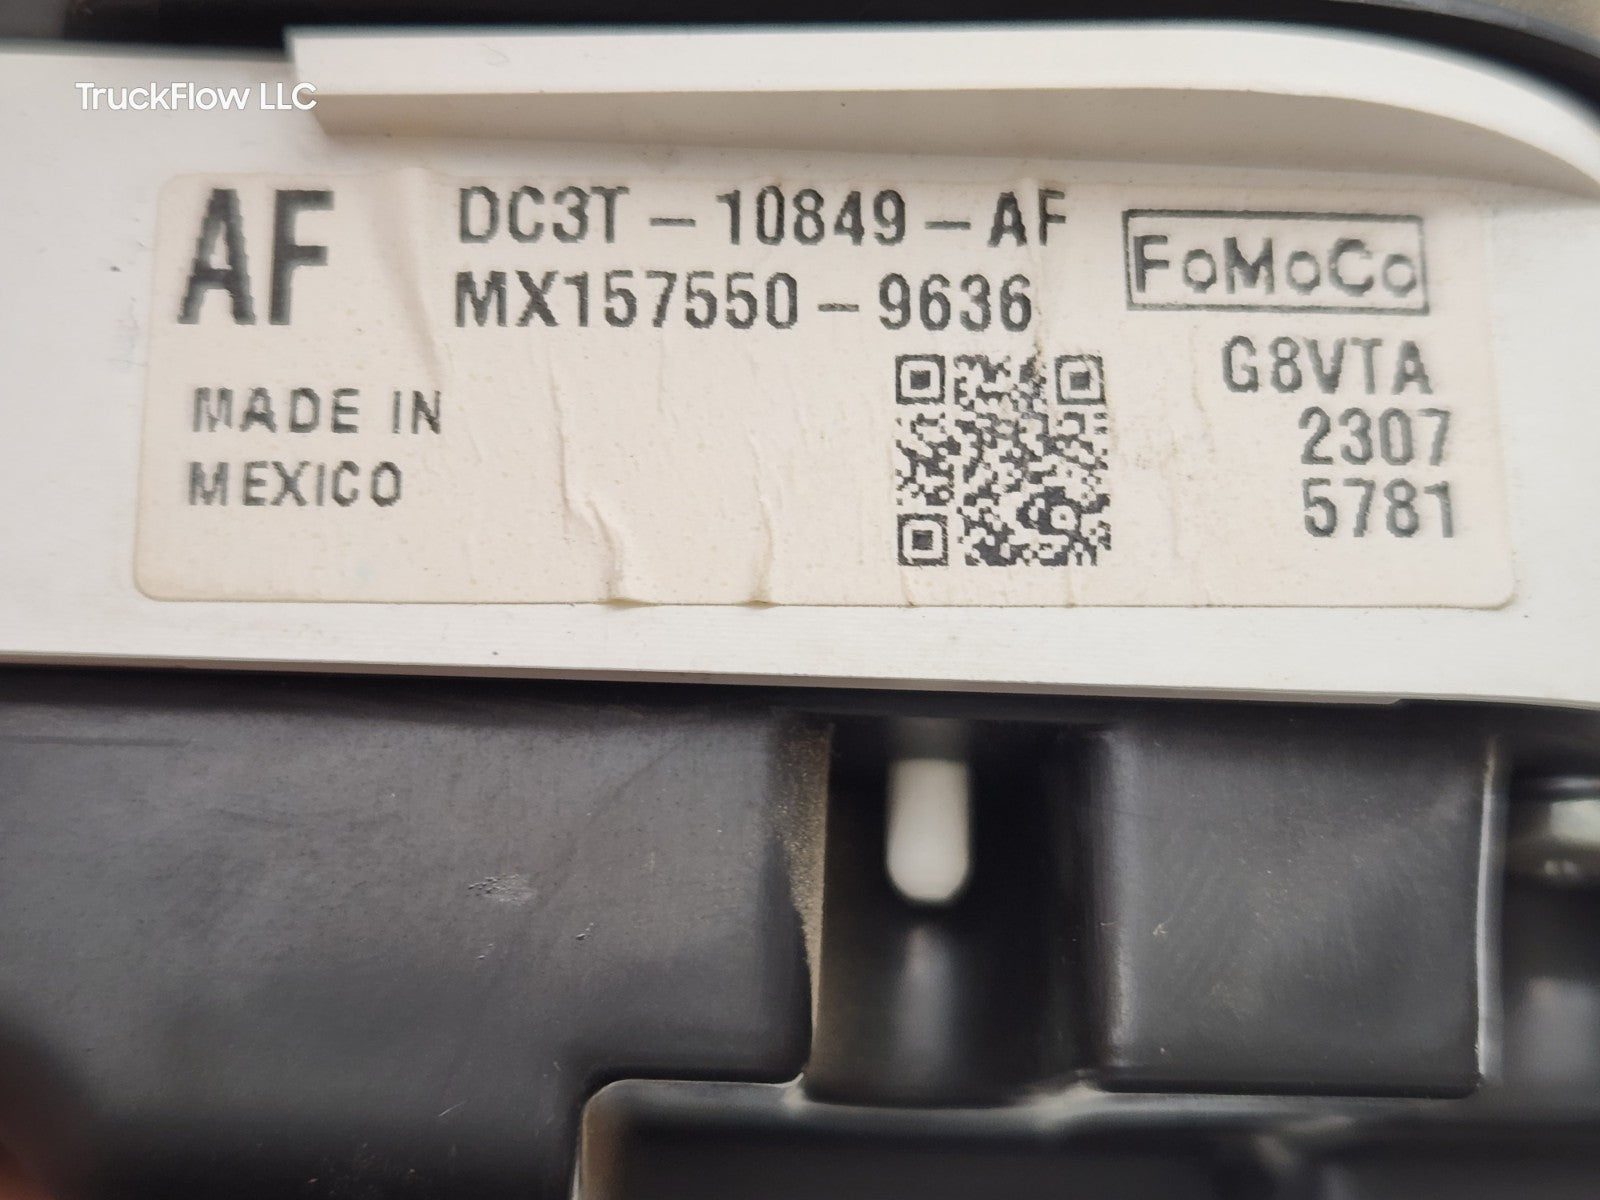 TruckFlow LLC
AF
DC3T-10849-AF
MX157550-9636
FoMoCo
G8VTA
2307
5781
MADE IN
MEXICO